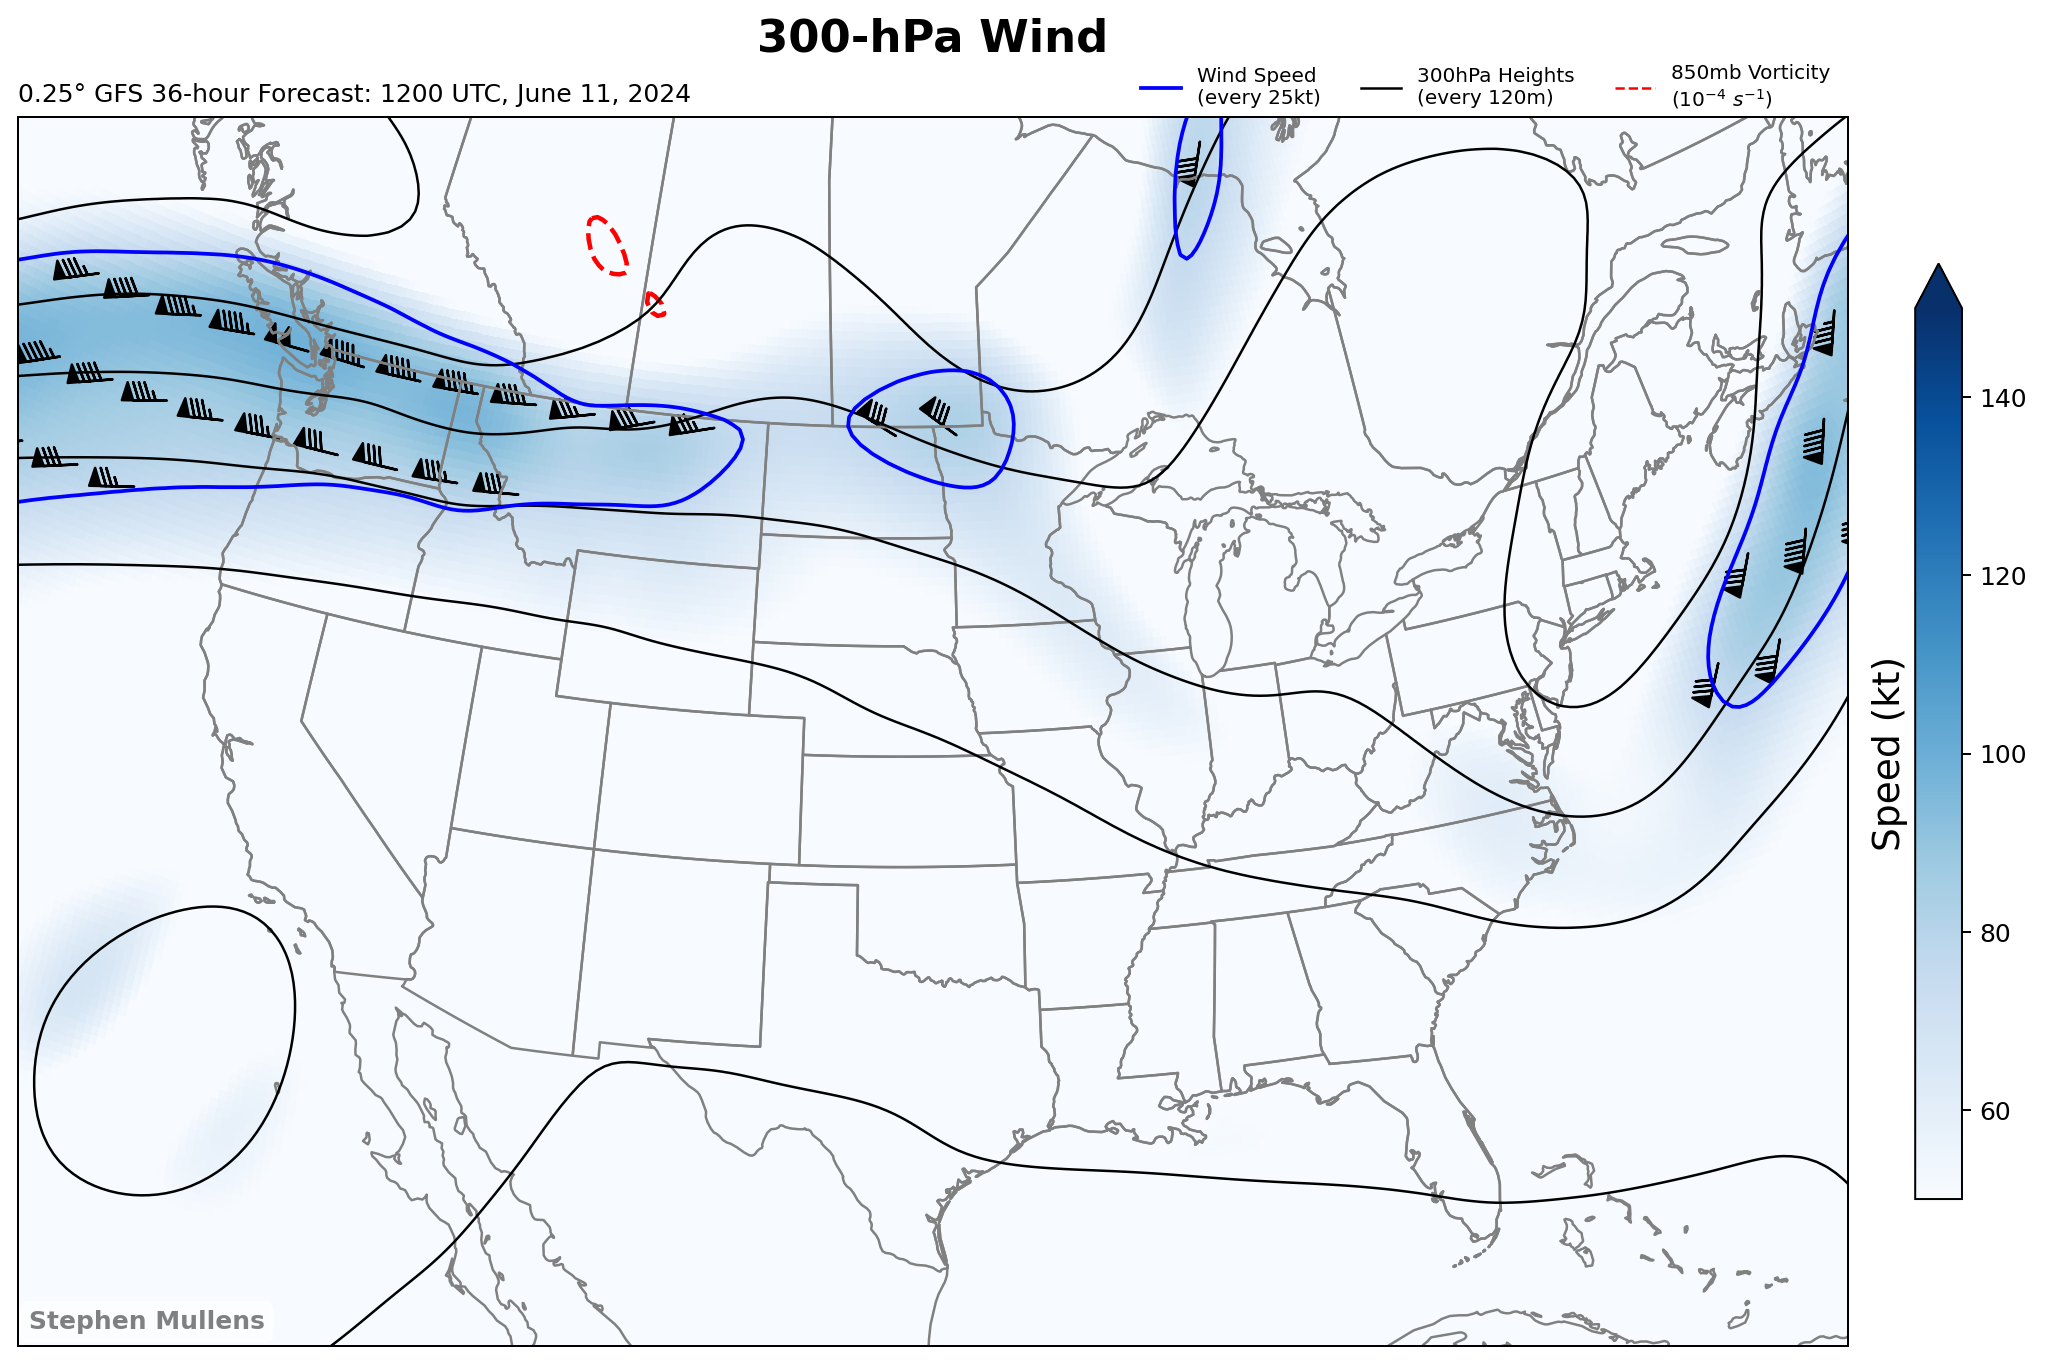 300-hPa Wind
0.25° GFS 36-hour Forecast: 1200 UTC, June 11, 2024
Wind Speed
(every 25kt)
300hPa Heights
(every 120m)
850mb Vorticity
(10⁻⁴ s⁻¹)
140
120
100
80
60
Speed (kt)
Stephen Mullens